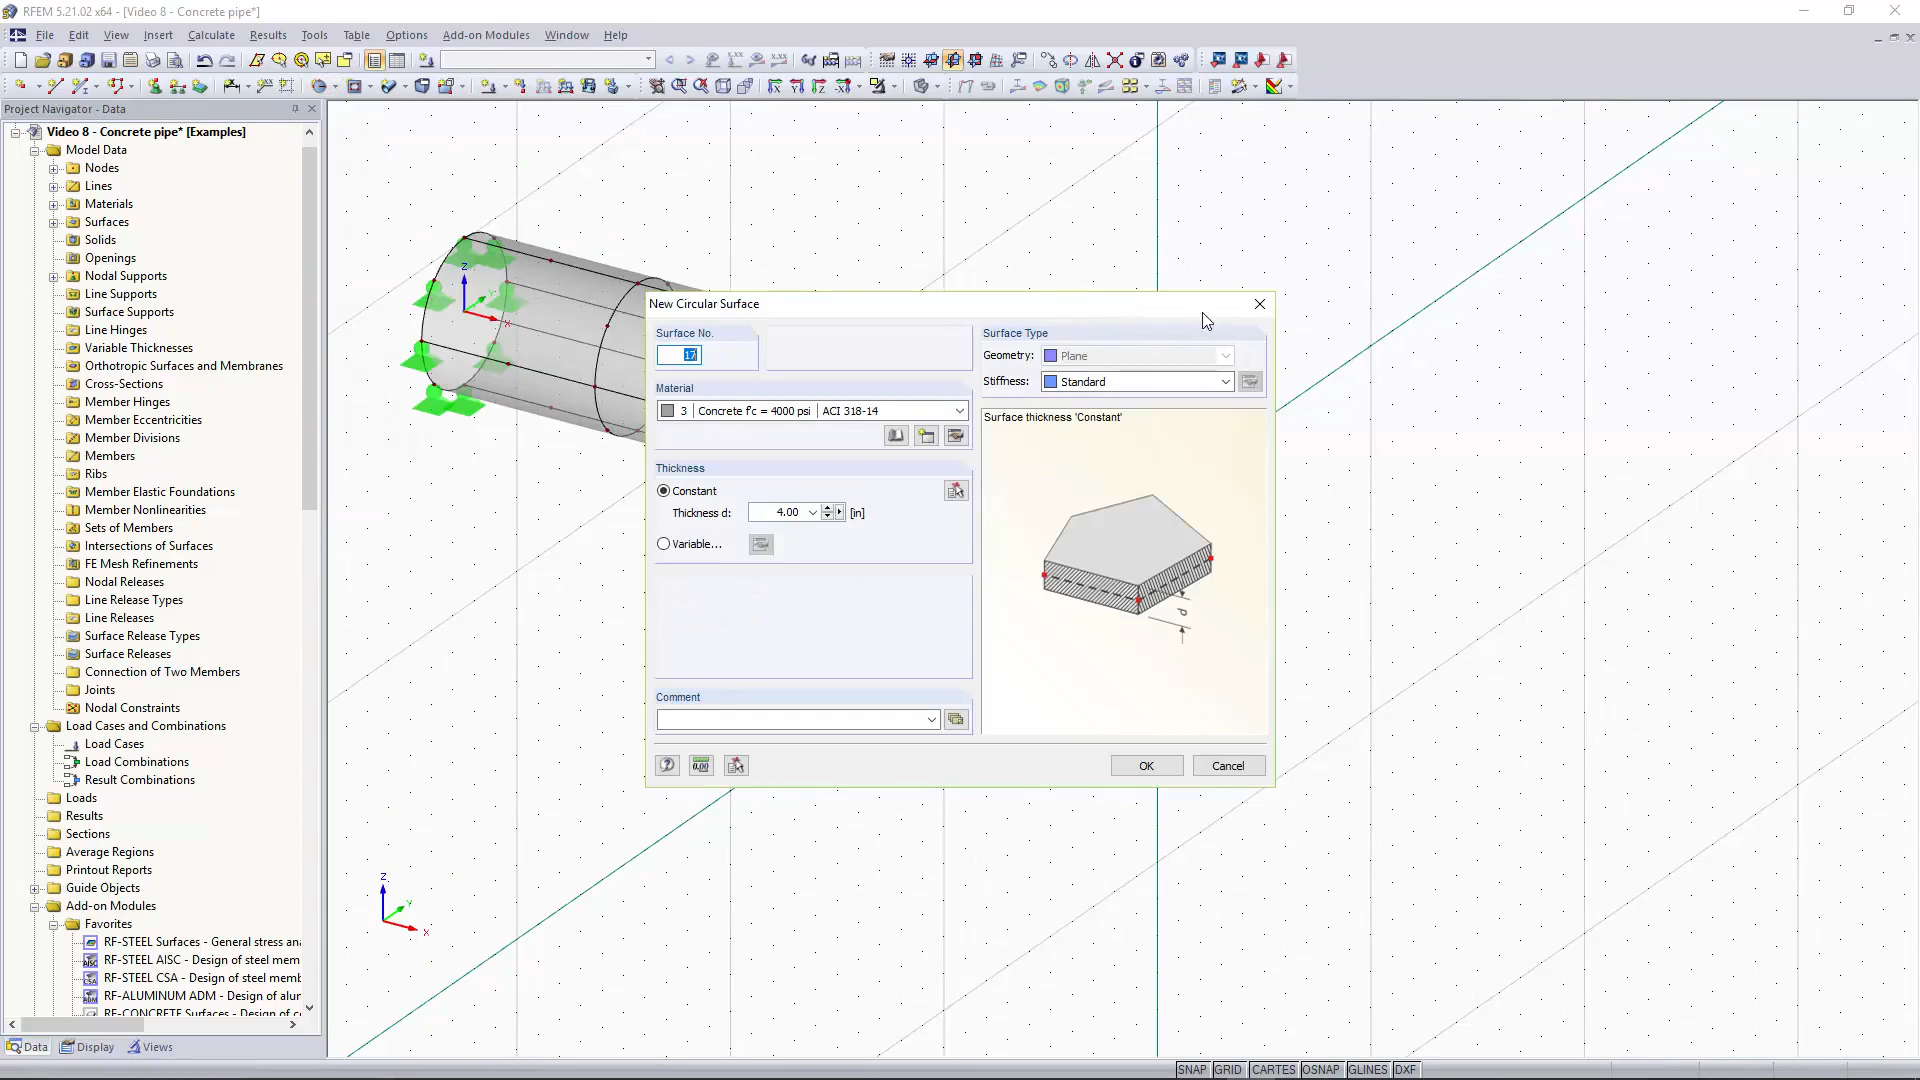 RFEM 5.21.02 x64 - [Video 8 - Concrete pipe*]
File Edit View Insert Calculate Results Tools Table Options Add-on Modules Window Help
Project Navigator - Data
Video 8 - Concrete pipe* [Examples]
Model Data
Nodes
Lines
Materials
Surfaces
Solids
Openings
Nodal Supports
Line Supports
Surface Supports
Line Hinges
Variable Thicknesses
Orthotropic Surfaces and Membranes
Cross-Sections
Member Hinges
Member Eccentricities
Member Divisions
Members
Ribs
Member Elastic Foundations
Member Nonlinearities
Sets of Members
Intersections of Surfaces
FE Mesh Refinements
Nodal Releases
Line Release Types
Line Releases
Surface Release Types
Surface Releases
Connection of Two Members
Joints
Nodal Constraints
Load Cases and Combinations
Load Cases
Load Combinations
Result Combinations
Loads
Results
Sections
Average Regions
Printout Reports
Guide Objects
Add-on Modules
Favorites
RF-STEEL Surfaces - General stress ana
RF-STEEL AISC - Design of steel mem
RF-STEEL CSA - Design of steel memb
RF-ALUMINUM ADM - Design of alur
RF-CONCRETE Surfaces - Design of co
Data Display Views
Z
X
Z
Y
X
New Circular Surface
Surface No.
17
Material
3 Concrete f'c = 4000 psi ACI 318-14
Thickness
Constant
Thickness d: 4.00 [in]
Variable...
Comment
Surface Type
Geometry: Plane
Stiffness: Standard
Surface thickness 'Constant'
d
0.00
OK Cancel
SNAP GRID CARTES OSNAP GLINES DXF